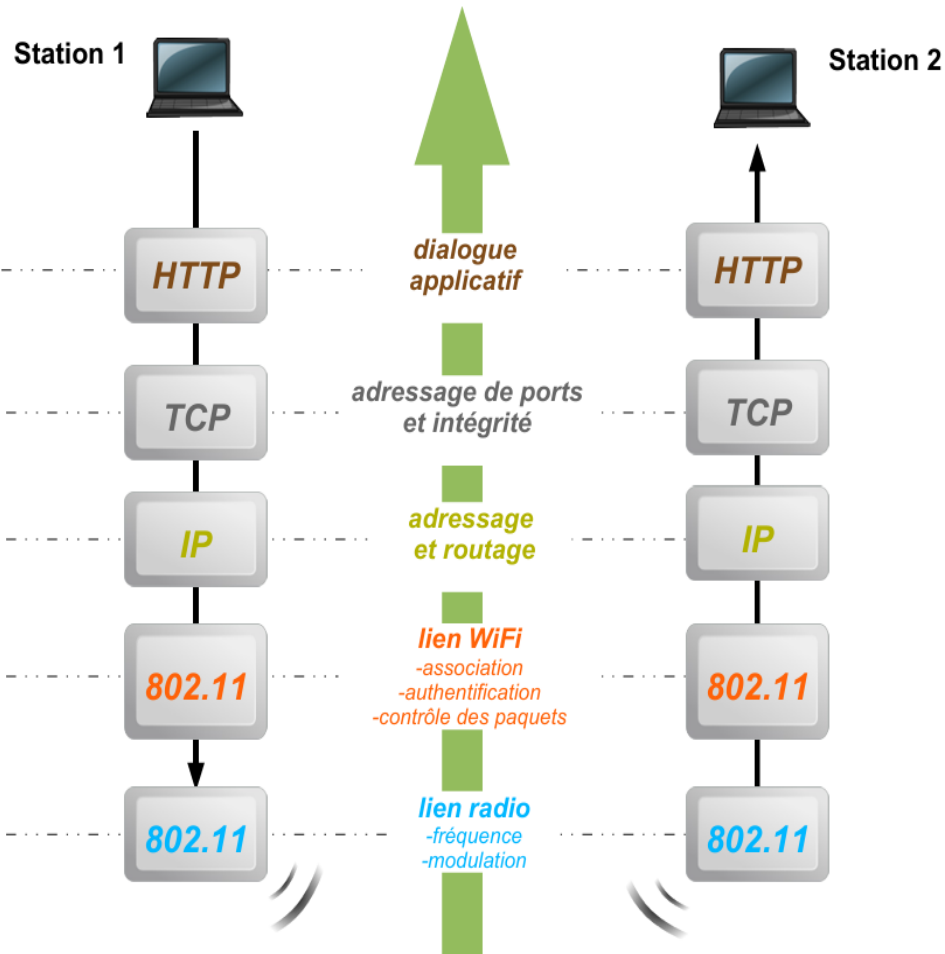 Station 1
Station 2
HTTP
dialogue
applicatif
HTTP
TCP
adressage de ports
et intégrité
TCP
IP
adressage
et routage
IP
802.11
lien WiFi
-association
-authentification
-contrôle des paquets
802.11
802.11
lien radio
-fréquence
-modulation
802.11